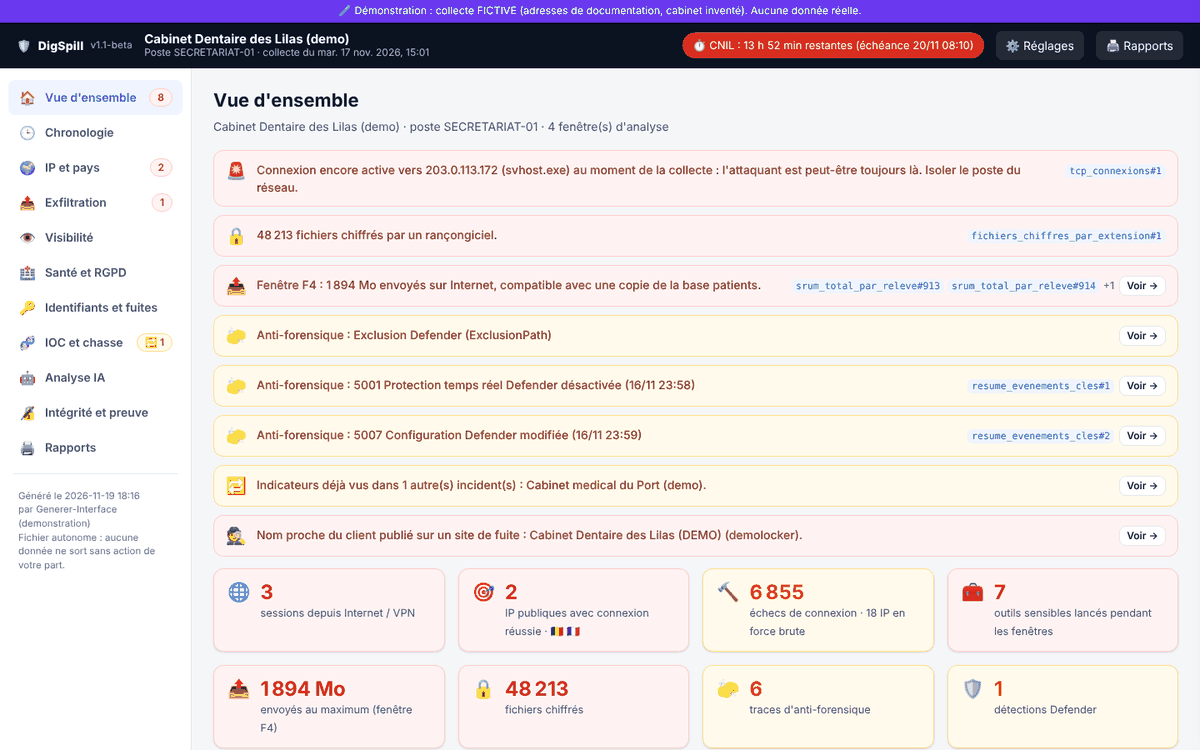 Démonstration : collecte FICTIVE (adresses de documentation, cabinet inventé). Aucune donnée réelle.
DigSpill v1.1-beta
Cabinet Dentaire des Lilas (demo)
Poste SECRETARIAT-01 · collecte du mar. 17 nov. 2026, 15:01
CNIL : 13 h 52 min restantes (échéance 20/11 08:10)
Réglages
Rapports
Vue d'ensemble 8
Chronologie
IP et pays 2
Exfiltration 1
Visibilité
Santé et RGPD
Identifiants et fuites
IOC et chasse 1
Analyse IA
Intégrité et preuve
Rapports
Généré le 2026-11-19 18:16
par Generer-Interface
(demonstration)
Fichier autonome : aucune
donnée ne sort sans action de
votre part.
Vue d'ensemble
Cabinet Dentaire des Lilas (demo) · poste SECRETARIAT-01 · 4 fenêtre(s) d'analyse
Connexion encore active vers 203.0.113.172 (svhost.exe) au moment de la collecte : l'attaquant est peut-être toujours là. Isoler le poste du
réseau.
tcp_connexions#1
48 213 fichiers chiffrés par un rançongiciel.
fichiers_chiffres_par_extension#1
Fenêtre F4 : 1 894 Mo envoyés sur Internet, compatible avec une copie de la base patients.
srum_total_par_releve#913 srum_total_par_releve#914 +1 Voir →
Anti-forensique : Exclusion Defender (ExclusionPath)
Voir →
Anti-forensique : 5001 Protection temps réel Defender désactivée (16/11 23:58)
resume_evenements_cles#1 Voir →
Anti-forensique : 5007 Configuration Defender modifiée (16/11 23:59)
resume_evenements_cles#2 Voir →
Indicateurs déjà vus dans 1 autre(s) incident(s) : Cabinet medical du Port (demo).
Voir →
Nom proche du client publié sur un site de fuite : Cabinet Dentaire des Lilas (DEMO) (demolocker).
Voir →
3
sessions depuis Internet / VPN
2
IP publiques avec connexion
réussie ·
6 855
échecs de connexion · 18 IP en
force brute
7
outils sensibles lancés pendant
les fenêtres
1 894 Mo
envoyés au maximum (fenêtre
F4)
48 213
fichiers chiffrés
6
traces d'anti-forensique
1
détections Defender